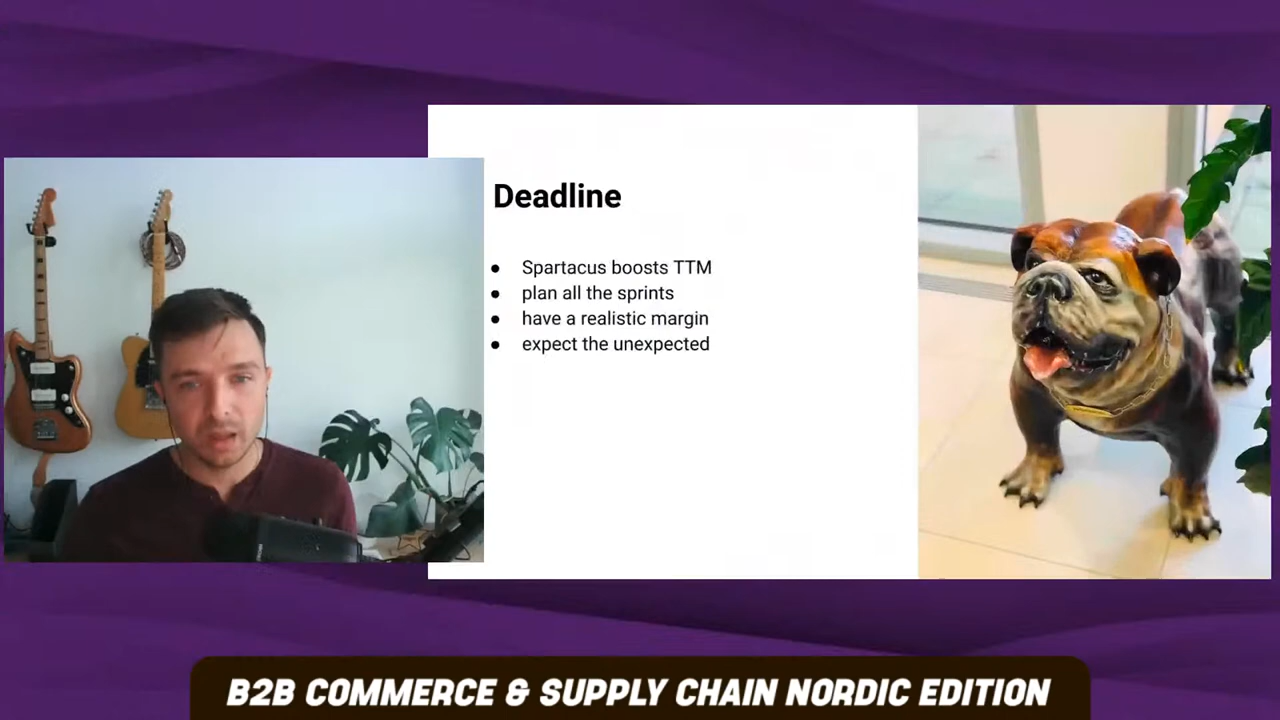 Deadline
● Spartacus boosts TTM
● plan all the sprints
● have a realistic margin
● expect the unexpected
B2B COMMERCE & SUPPLY CHAIN NORDIC EDITION